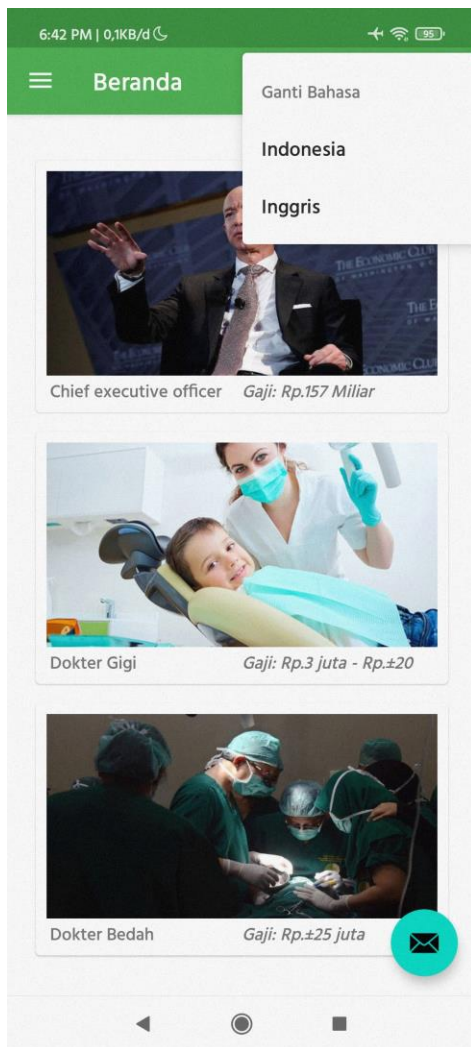 6:42 PM | 0,1KB/d
95
Beranda
Ganti Bahasa
Indonesia
Inggris
THE ECONOMIC CLUB
THE
Chief executive officer Gaji: Rp.157 Miliar
Dokter Gigi Gaji: Rp.3 juta - Rp.±20
Dokter Bedah Gaji: Rp.±25 juta